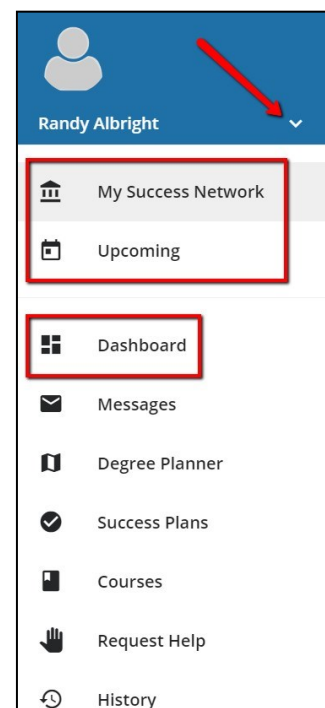 Randy Albright
My Success Network
Upcoming
Dashboard
Messages
Degree Planner
Success Plans
Courses
Request Help
History